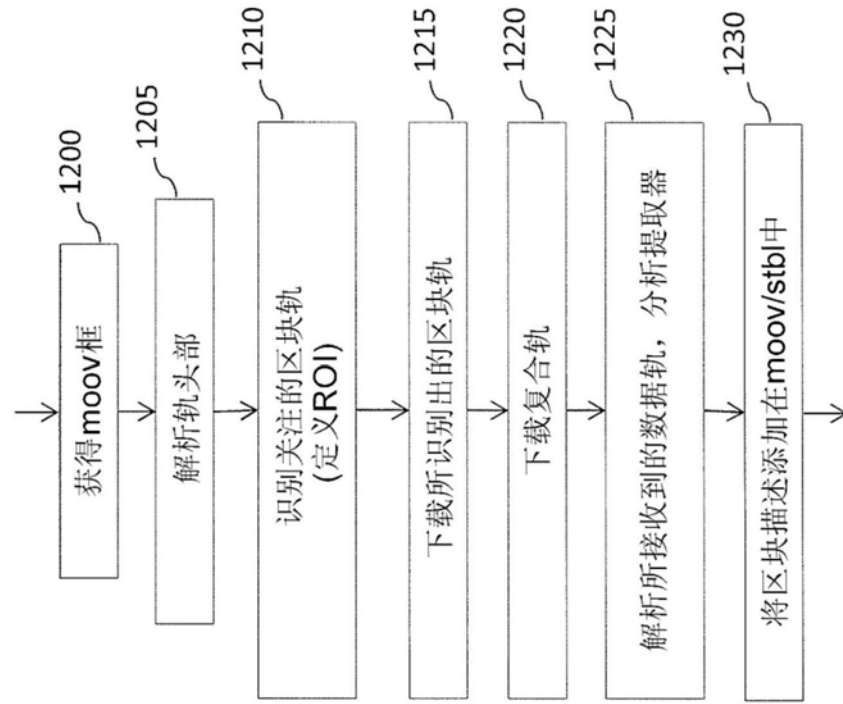 获得moov框
1200
解析轨头部
1205
识别关注的区块轨
(定义ROI)
1210
下载所识别出的区块轨
1215
下载复合轨
1220
解析所接收到的数据轨，分析提取器
1225
将区块描述添加在moov/stbl中
1230